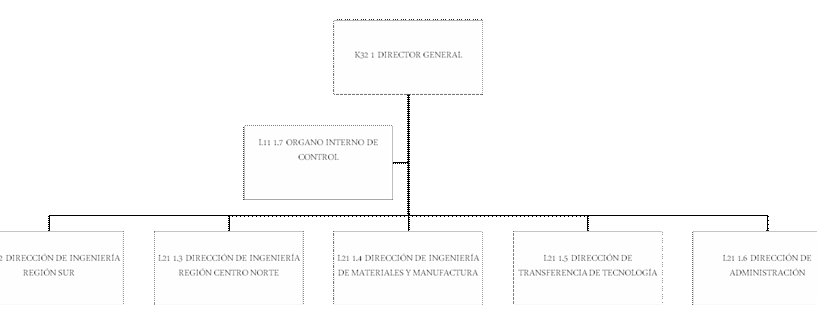 K32 1 DIRECTOR GENERAL
L11 1.7 ORGANO INTERNO DE
CONTROL
2 DIRECCIÓN DE INGENIERÍA
REGIÓN SUR
L21 1.3 DIRECCIÓN DE INGENIERÍA
REGIÓN CENTRO NORTE
L21 1.4 DIRECCIÓN DE INGENIERÍA
DE MATERIALES Y MANUFACTURA
L21 1.5 DIRECCIÓN DE
TRANSFERENCIA DE TECNOLOGÍA
L21 1.6 DIRECCIÓN DE
ADMINISTRACIÓN